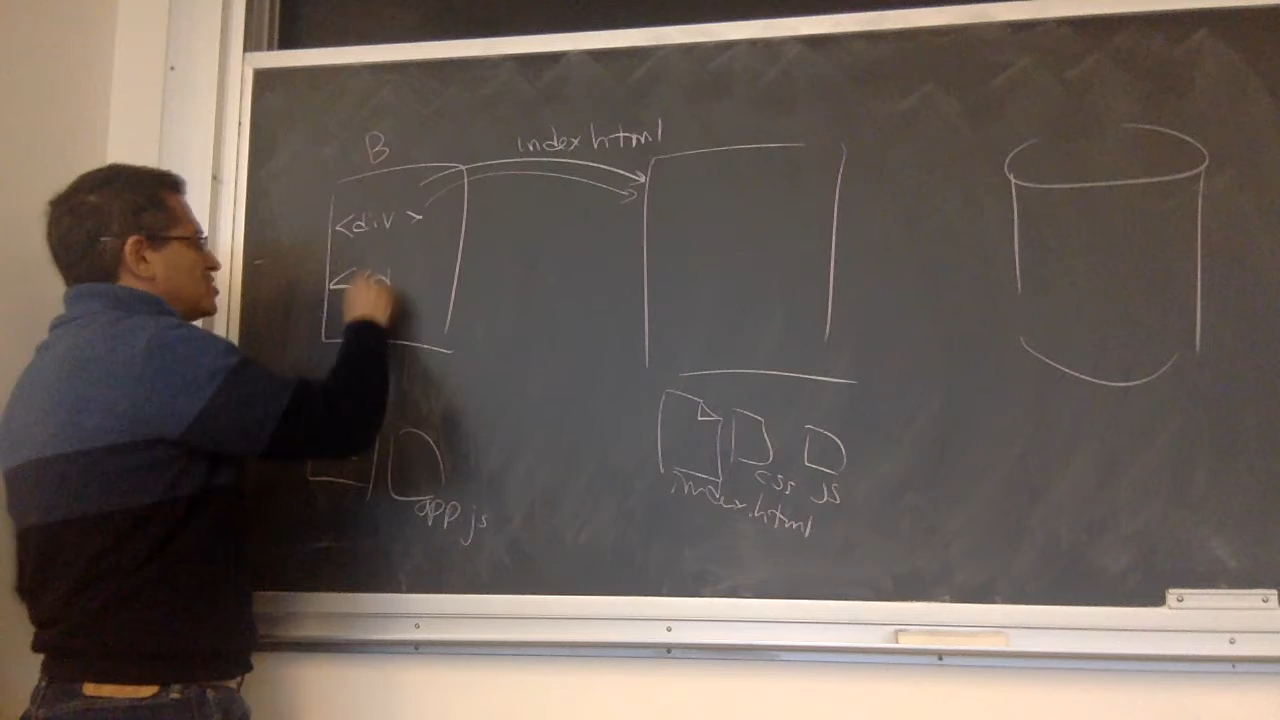 B
index.html
<div>
<d
app.js
css
js
index.html